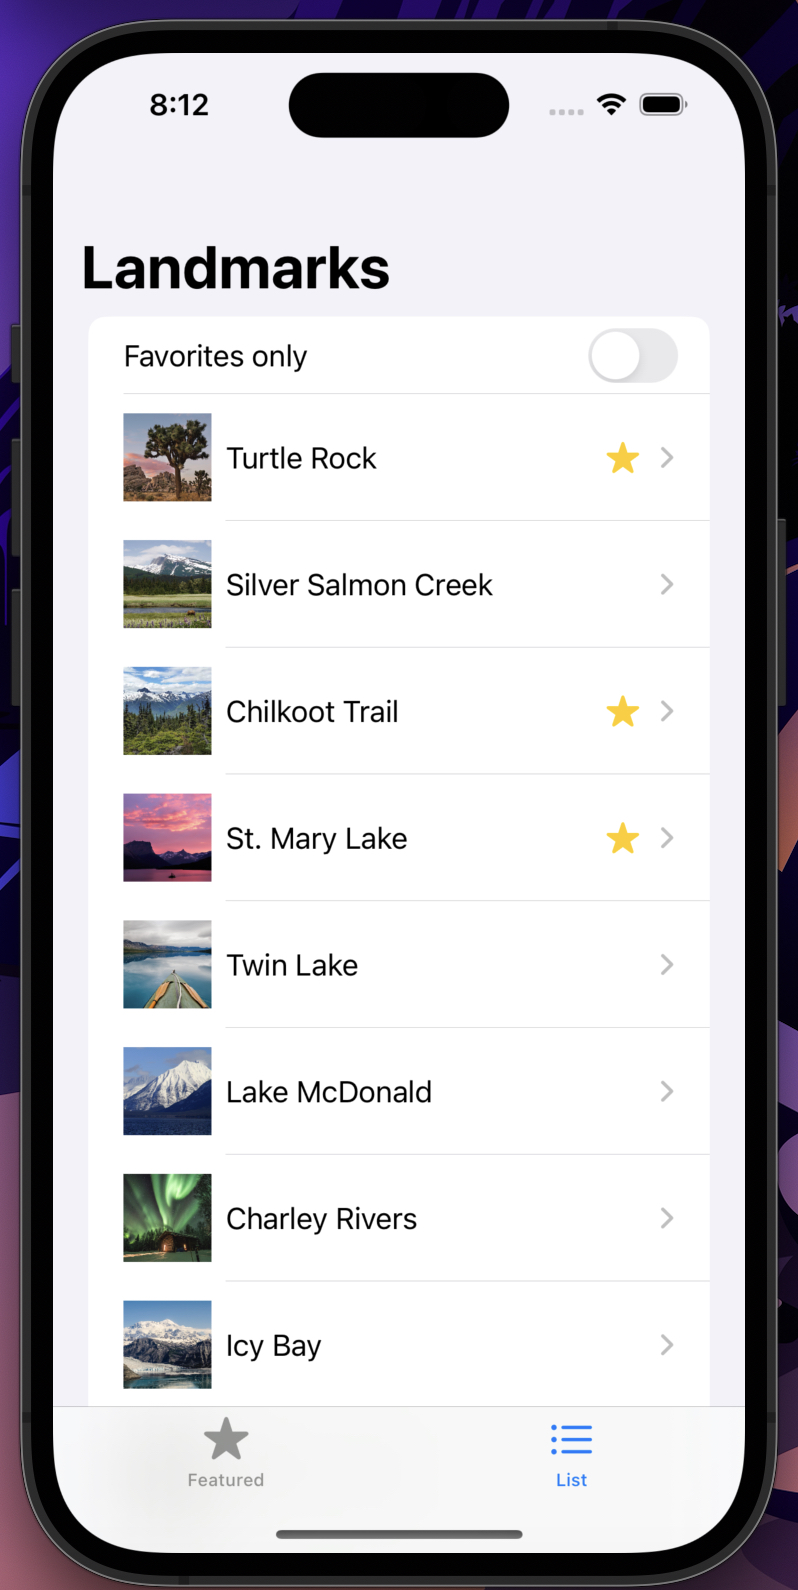 8:12
Landmarks
Favorites only
Turtle Rock
Silver Salmon Creek
Chilkoot Trail
St. Mary Lake
Twin Lake
Lake McDonald
Charley Rivers
Icy Bay
Featured
List